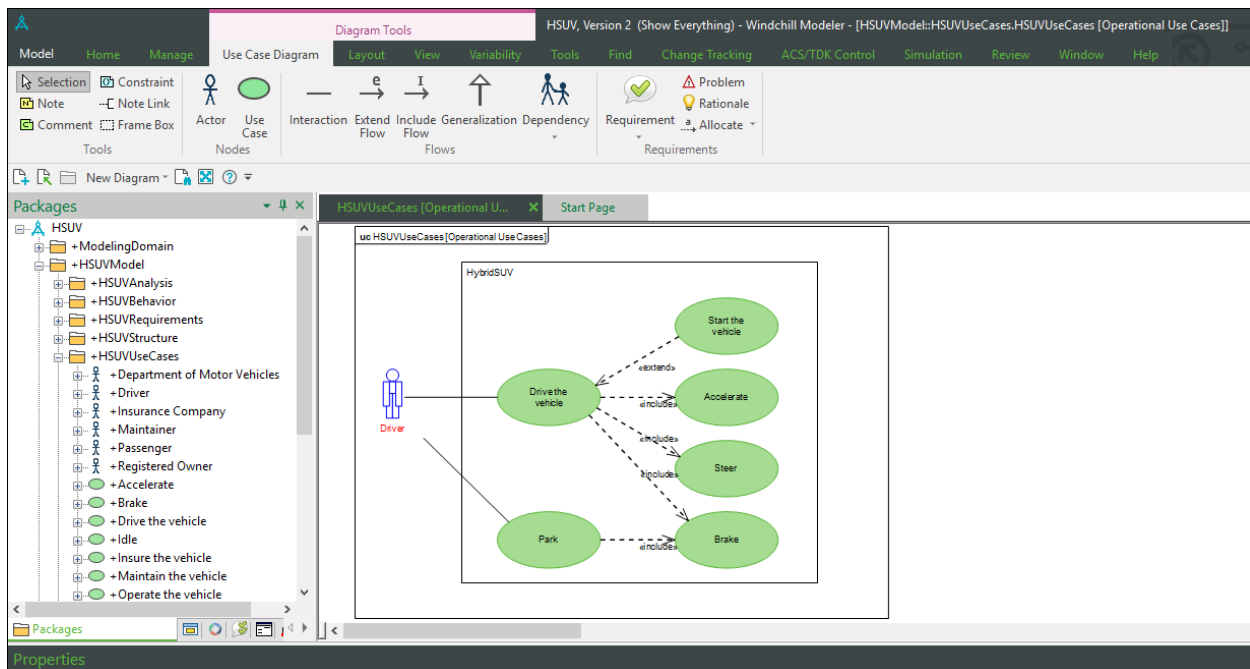 Diagram Tools
HSUV, Version 2 (Show Everything) - Windchill Modeler - [HSUVModel::HSUVUseCases.HSUVUseCases [Operational Use Cases]]
Model Home Manage Use Case Diagram Layout View Variability Tools Find Change Tracking ACS/TDK Control Simulation Review Window Help
Selection Constraint
Note Note Link
Comment Frame Box
Tools
Actor Use Case
Nodes
Interaction Extend Flow Include Flow Generalization Dependency
Flows
Requirement
Problem
Rationale
Allocate
Requirements
New Diagram
Packages
HSUV
+ModelingDomain
+HSUVModel
+HSUVAnalysis
+HSUVBehavior
+HSUVRequirements
+HSUVStructure
+HSUVUseCases
+Department of Motor Vehicles
+Driver
+Insurance Company
+Maintainer
+Passenger
+Registered Owner
+Accelerate
+Brake
+Drive the vehicle
+Idle
+Insure the vehicle
+Maintain the vehicle
+Operate the vehicle
Packages
Properties
HSUVUseCases [Operational U... Start Page
uc HSUVUseCases [Operational Use Cases]
HybridSUV
Start the
vehicle
«extend»
Drive the
vehicle
«include»
Accelerate
Driver
«include»
Steer
«include»
Park
«include»
Brake